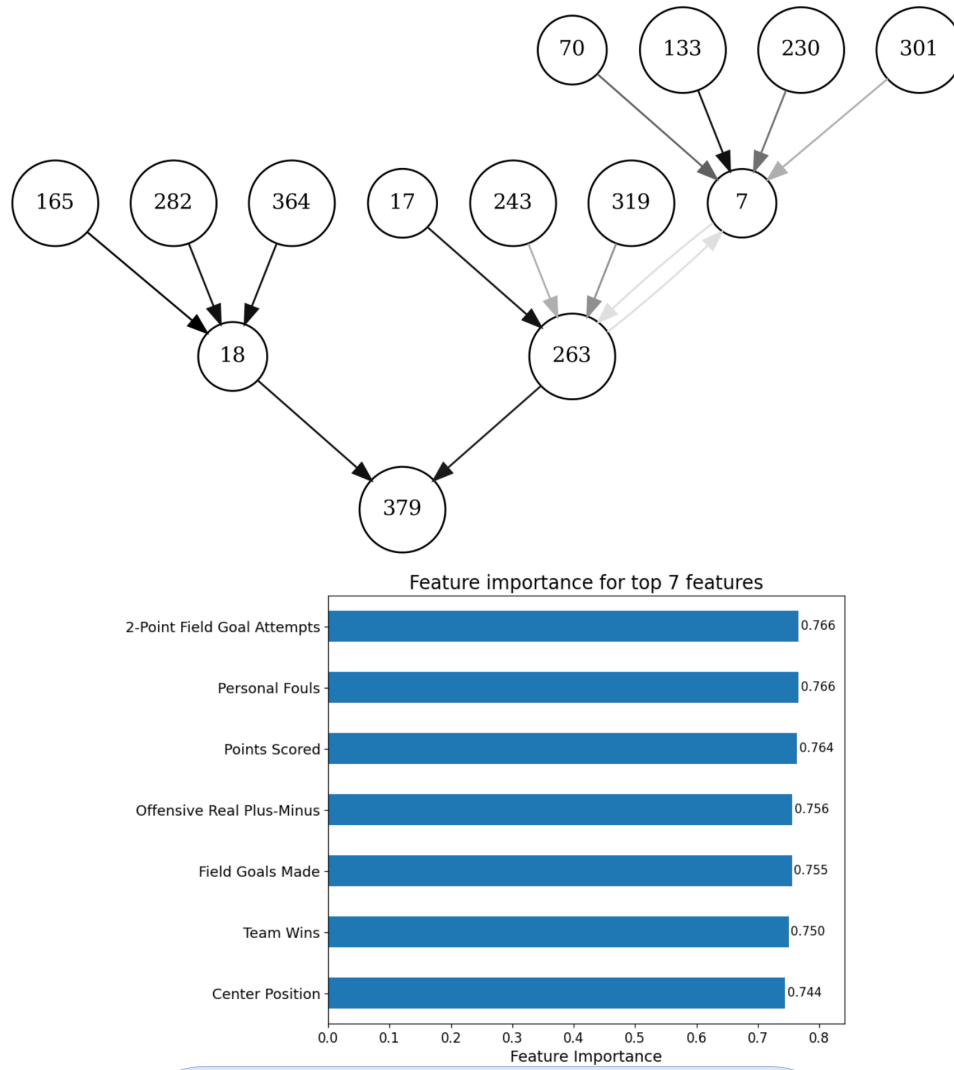 70 133 230 301
165 282 364 17 243 319 7
18 263
379
Feature importance for top 7 features
2-Point Field Goal Attempts 0.766
Personal Fouls 0.766
Points Scored 0.764
Offensive Real Plus-Minus 0.756
Field Goals Made 0.755
Team Wins 0.750
Center Position 0.744
0.0 0.1 0.2 0.3 0.4 0.5 0.6 0.7 0.8
Feature Importance